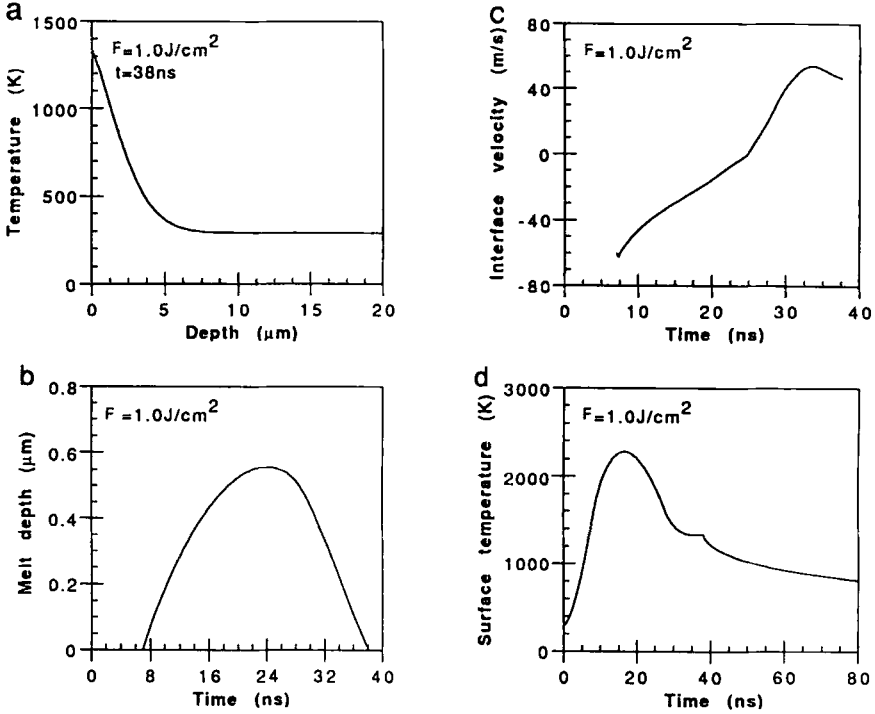 a
1500
1000
500
0
Temperature (K)
F=1.0J/cm²
t=38ns
0 5 10 15 20
Depth (μm)
c
80
40
0
-40
-80
Interface velocity (m/s)
F=1.0J/cm²
0 10 20 30 40
Time (ns)
b
0.8
0.6
0.4
0.2
0
Melt depth (μm)
F=1.0J/cm²
0 8 16 24 32 40
Time (ns)
d
3000
2000
1000
0
Surface temperature (K)
F=1.0J/cm²
0 20 40 60 80
Time (ns)